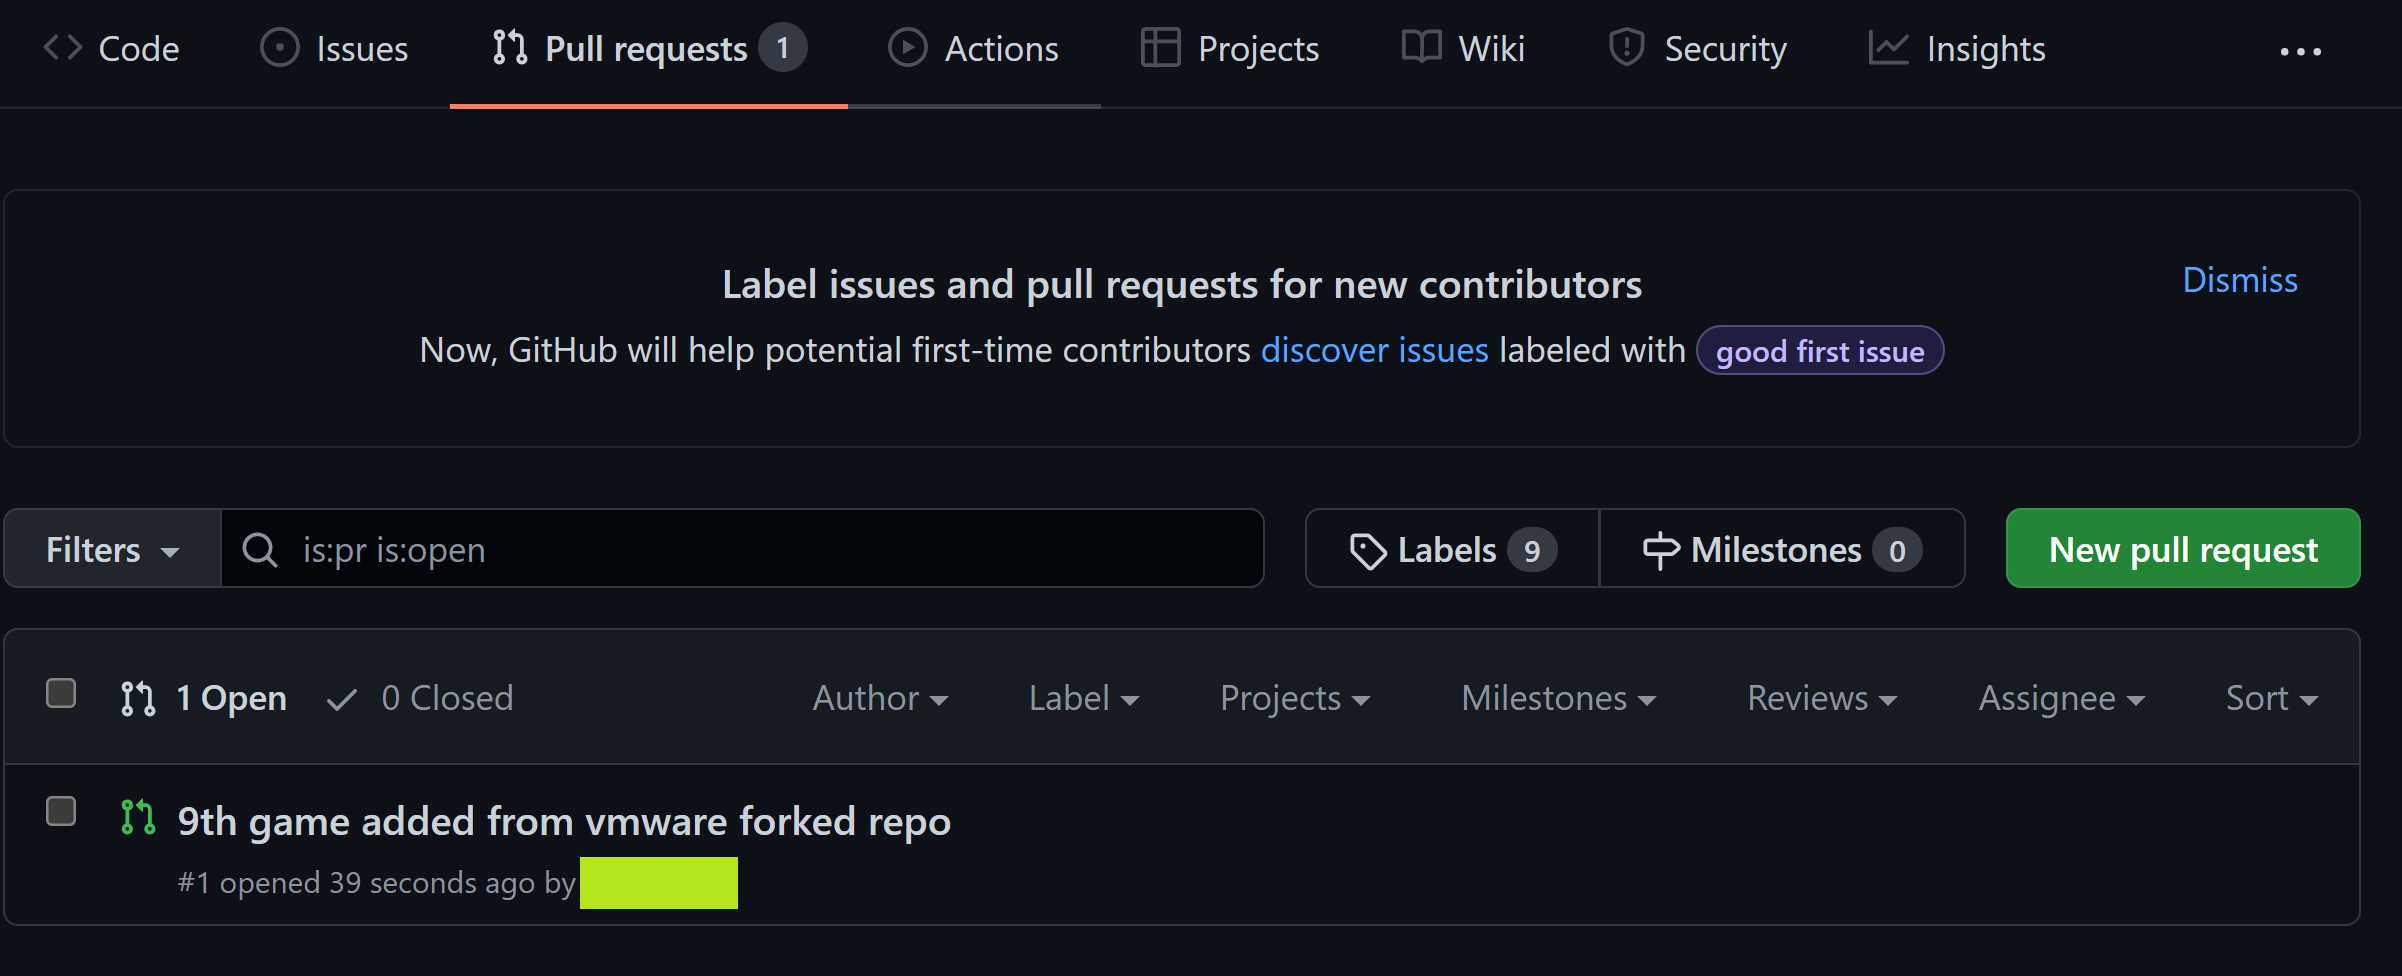 Code Issues Pull requests 1 Actions Projects Wiki Security Insights
Label issues and pull requests for new contributors
Dismiss
Now, GitHub will help potential first-time contributors discover issues labeled with good first issue
Filters is:pr is:open Labels 9 Milestones 0 New pull request
1 Open 0 Closed Author Label Projects Milestones Reviews Assignee Sort
9th game added from vmware forked repo
#1 opened 39 seconds ago by